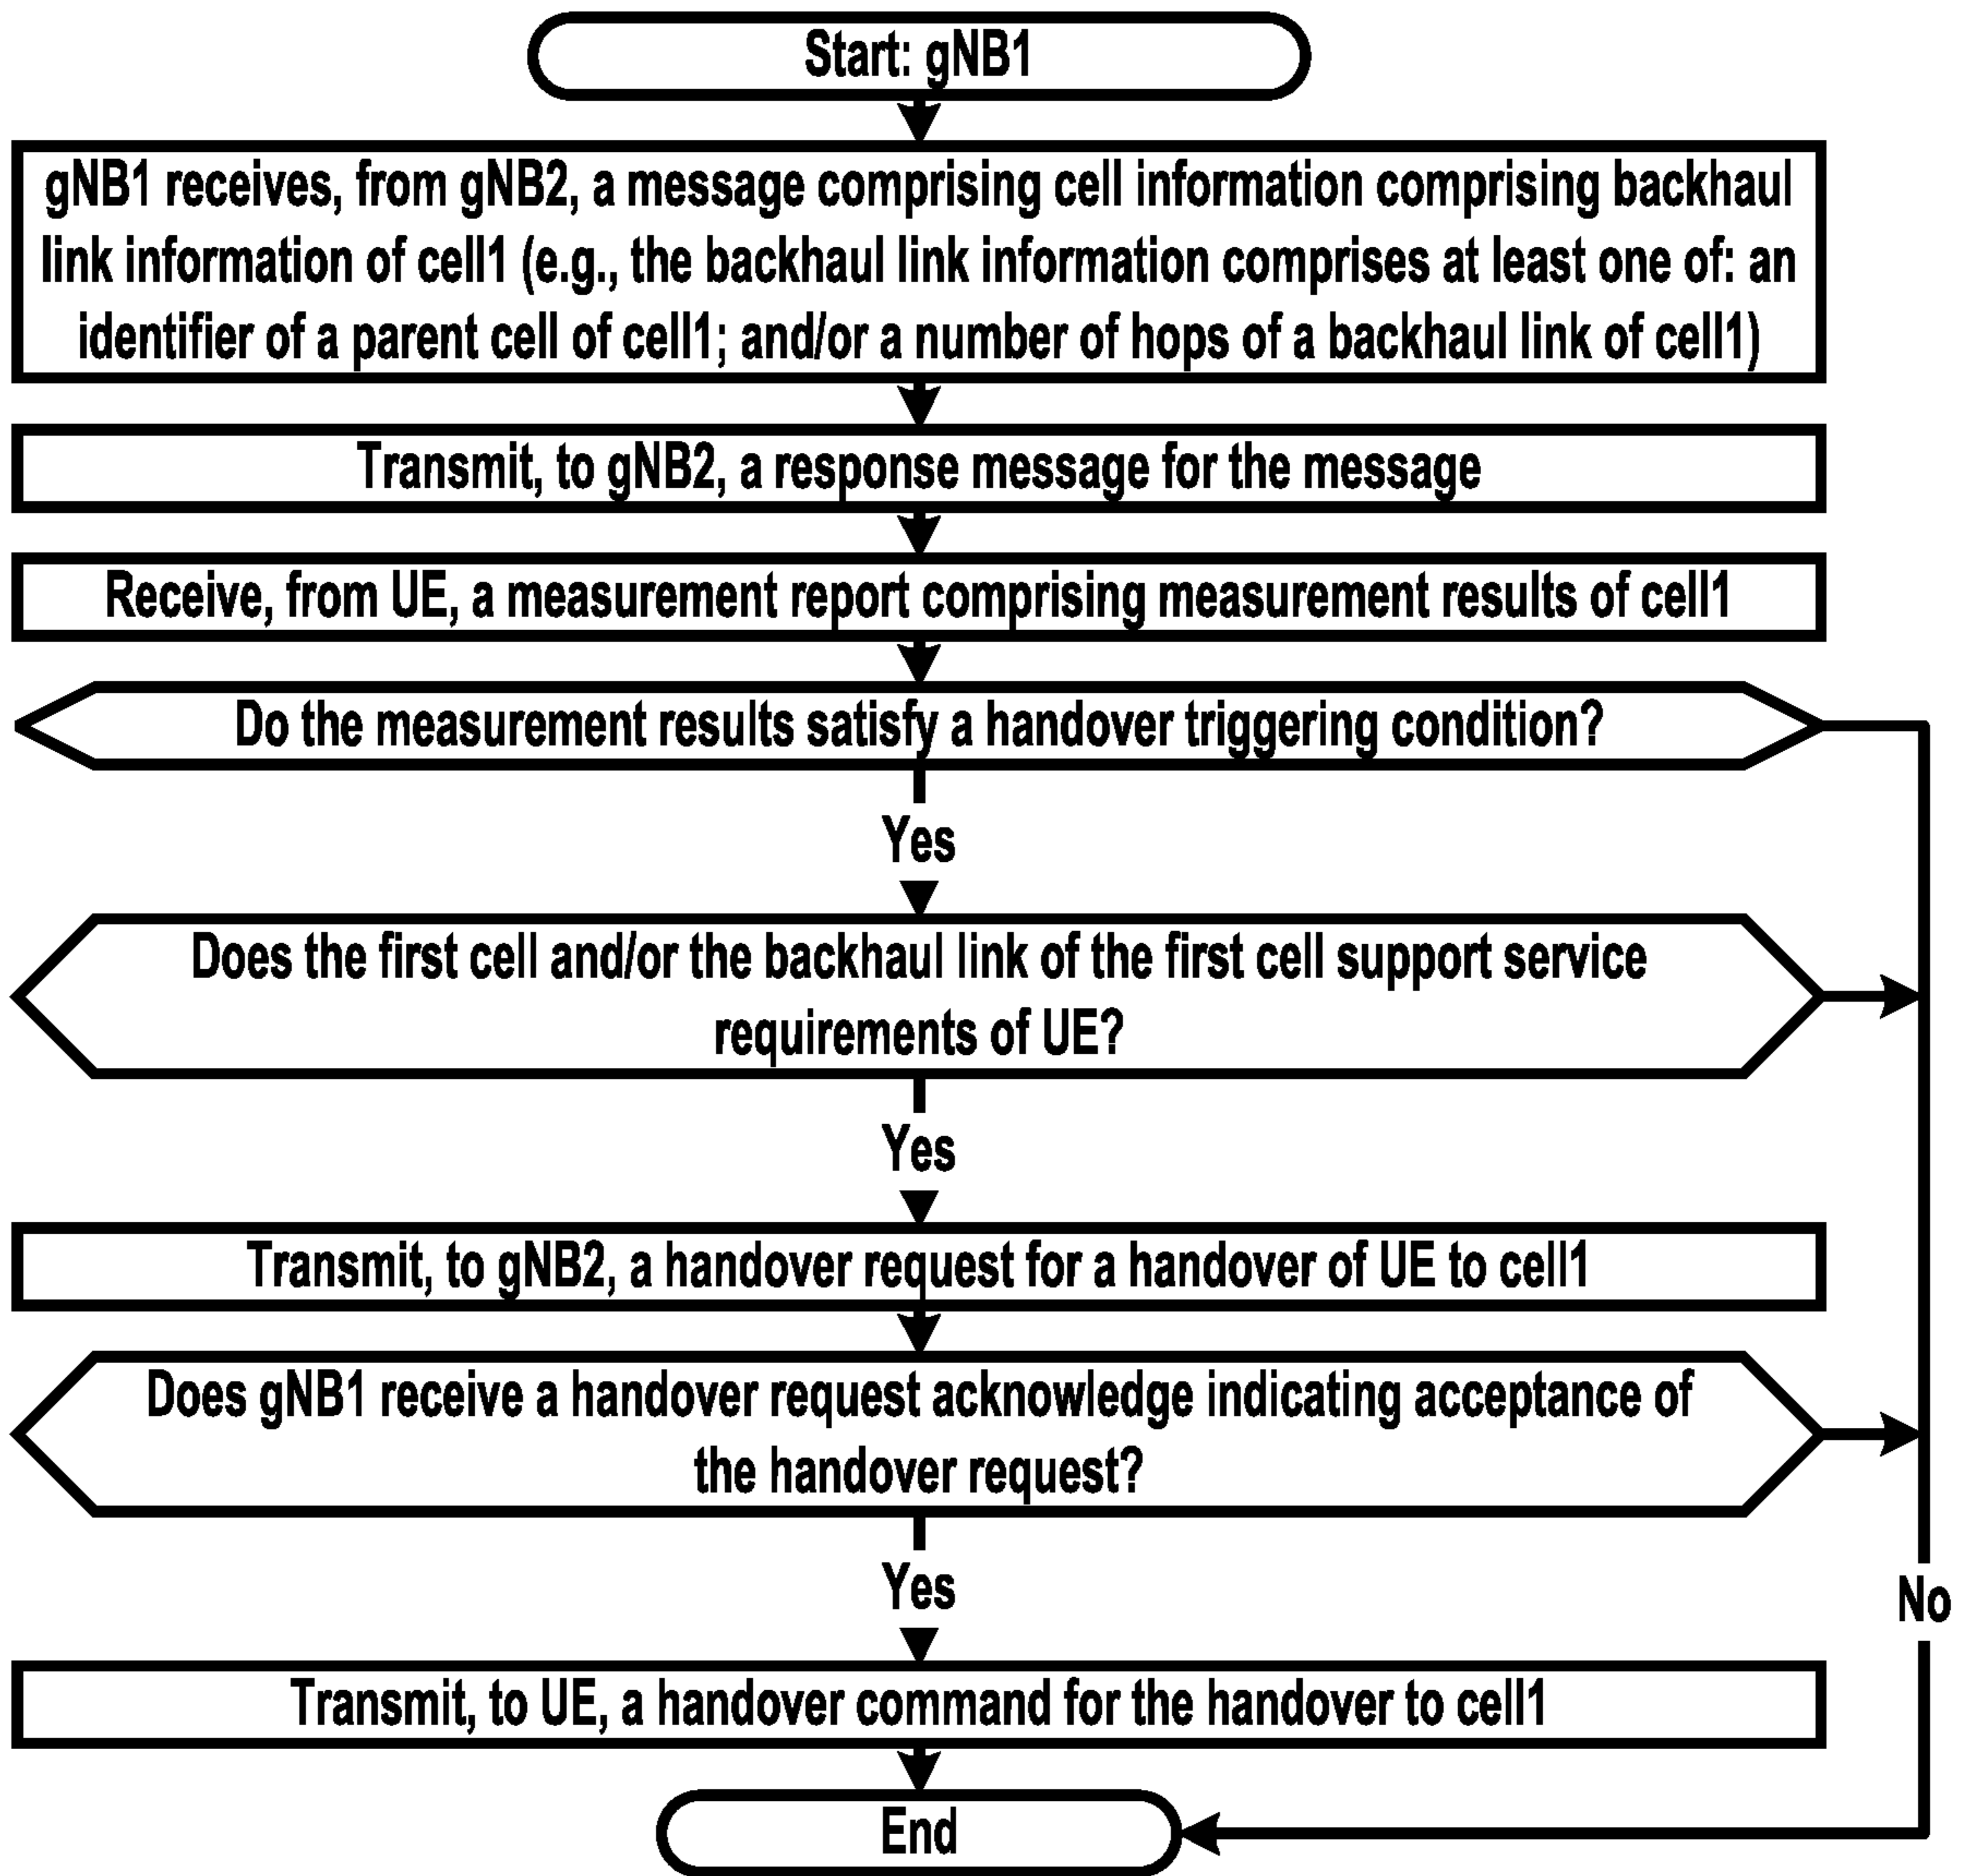 Start: gNB1
gNB1 receives, from gNB2, a message comprising cell information comprising backhaul
link information of cell1 (e.g., the backhaul link information comprises at least one of: an
identifier of a parent cell of cell1; and/or a number of hops of a backhaul link of cell1)
Transmit, to gNB2, a response message for the message
Receive, from UE, a measurement report comprising measurement results of cell1
Do the measurement results satisfy a handover triggering condition?
Yes
Does the first cell and/or the backhaul link of the first cell support service
requirements of UE?
Yes
Transmit, to gNB2, a handover request for a handover of UE to cell1
Does gNB1 receive a handover request acknowledge indicating acceptance of
the handover request?
Yes
No
Transmit, to UE, a handover command for the handover to cell1
End